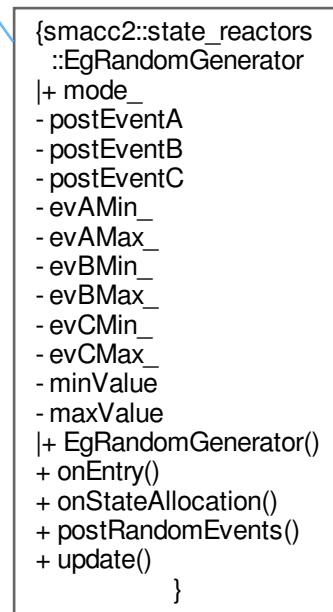 {smacc2::state_reactors
::EgRandomGenerator
|+ mode_
- postEventA
- postEventB
- postEventC
- evAMin_
- evAMax_
- evBMin_
- evBMax_
- evCMin_
- evCMax_
- minValue
- maxValue
|+ EgRandomGenerator()
+ onEntry()
+ onStateAllocation()
+ postRandomEvents()
+ update()
}